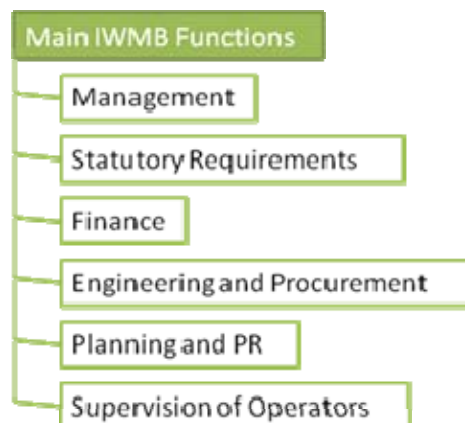 Main IWMB Functions
Management
Statutory Requirements
Finance
Engineering and Procurement
Planning and PR
Supervision of Operators